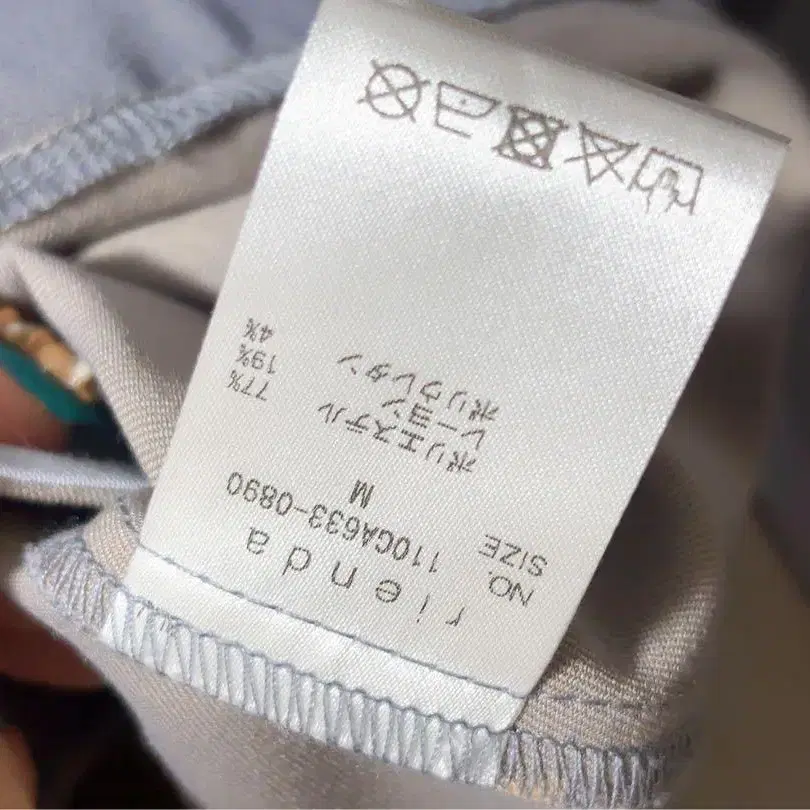 rienda
NO. 110CA633-0890
SIZE M
ポリエステル 77%
レーヨン 19%
ポリウレタン 4%